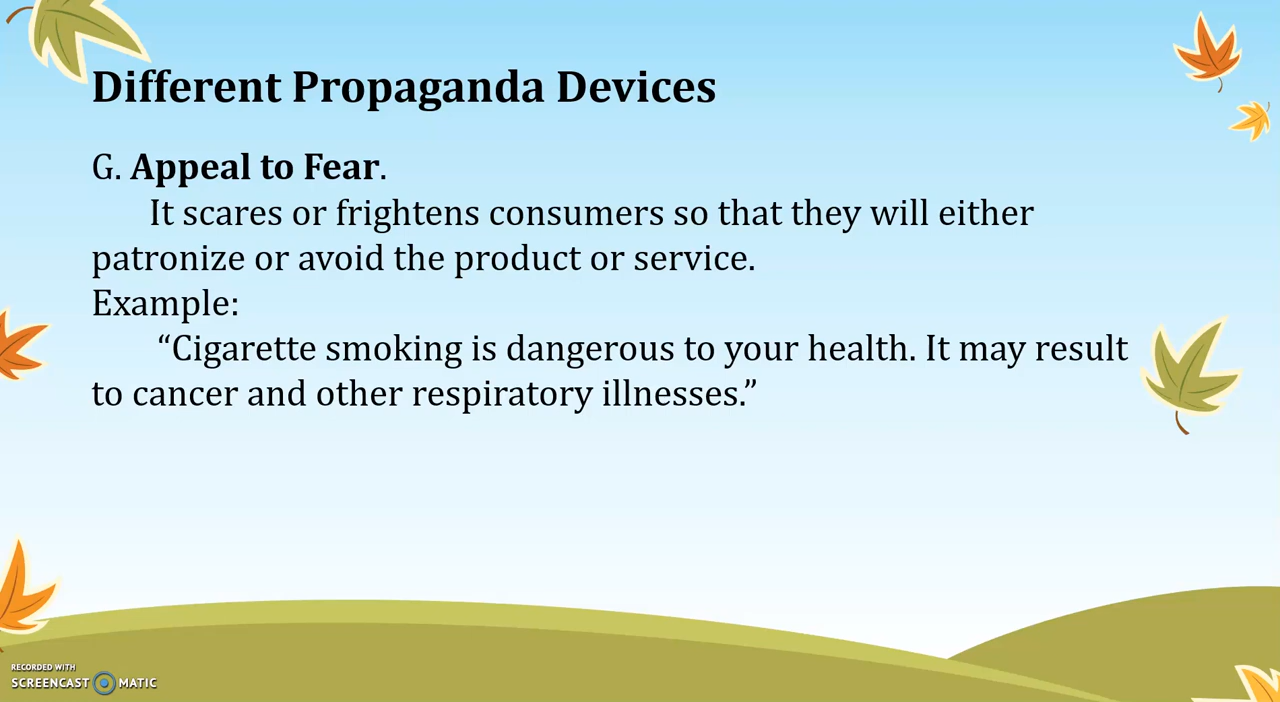 Different Propaganda Devices
G. Appeal to Fear.
It scares or frightens consumers so that they will either
patronize or avoid the product or service.
Example:
“Cigarette smoking is dangerous to your health. It may result
to cancer and other respiratory illnesses.”
RECORDED WITH
SCREENCAST MATIC